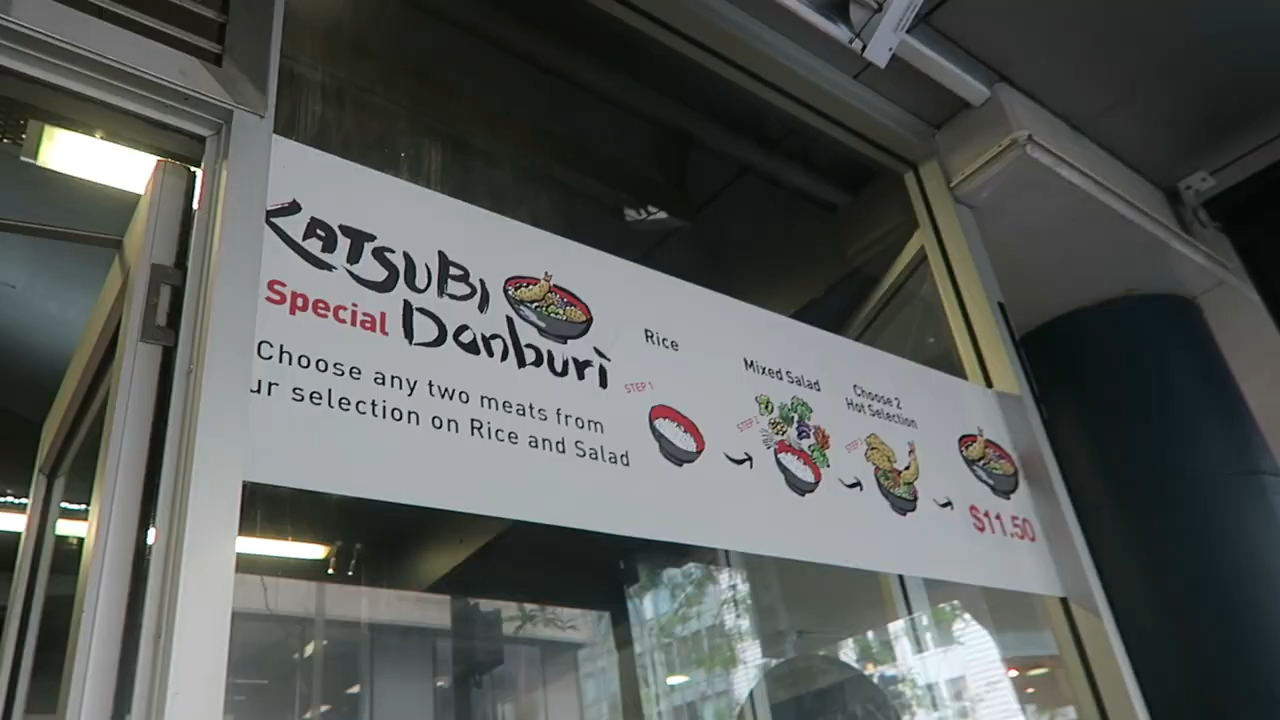 KATSUBI
Special Donburi
Choose any two meats from
ur selection on Rice and Salad
Rice
STEP 1
Mixed Salad
STEP 2
Choose 2
Hot Selection
STEP 3
$11.50